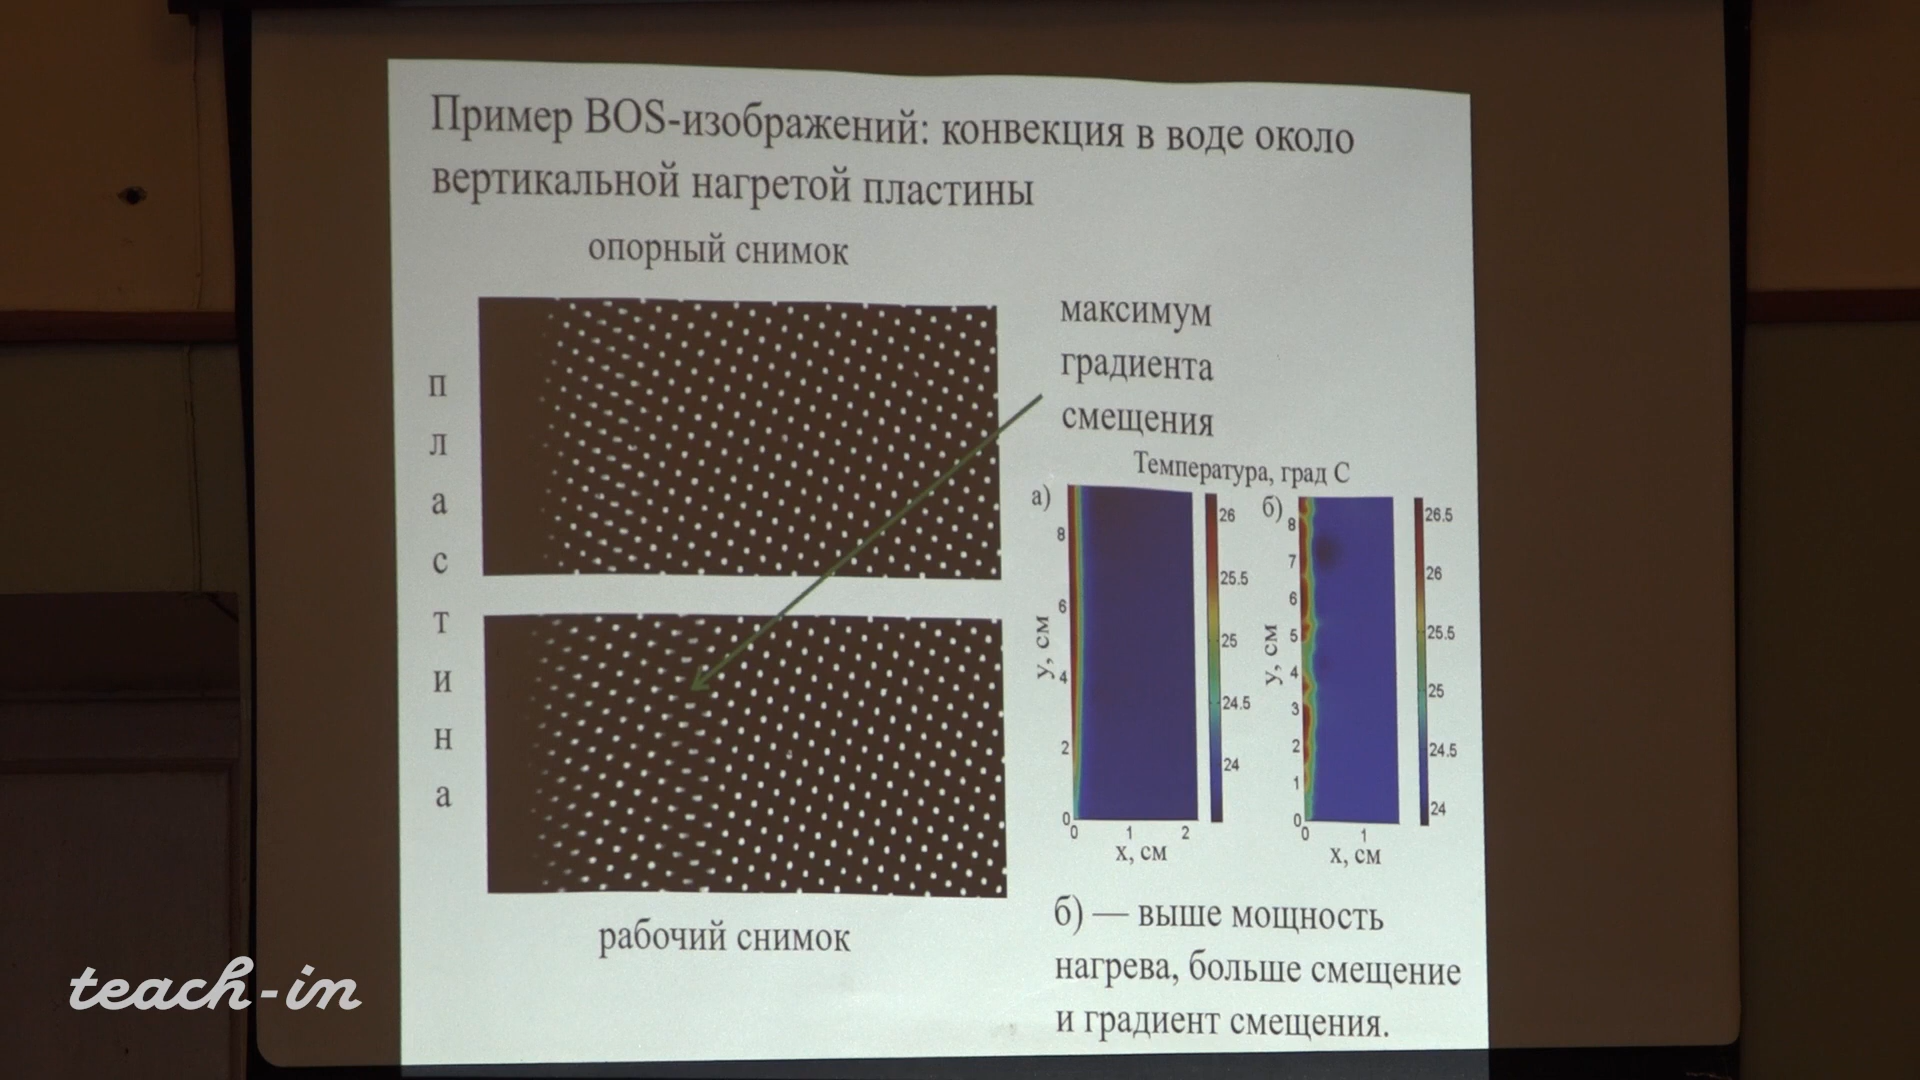 Пример BOS-изображений: конвекция в воде около
вертикальной нагретой пластины
опорный снимок
максимум
градиента
смещения
п
л
а
с
т
и
н
а
Температура, град С
а)
8
6
4
2
0
у, см
0 1 2
х, см
26
25.5
25
24.5
24
б)
8
7
6
5
4
3
2
1
0
у, см
0 1
х, см
26.5
26
25.5
25
24.5
24
рабочий снимок
б) — выше мощность
нагрева, больше смещение
и градиент смещения.
teach-in